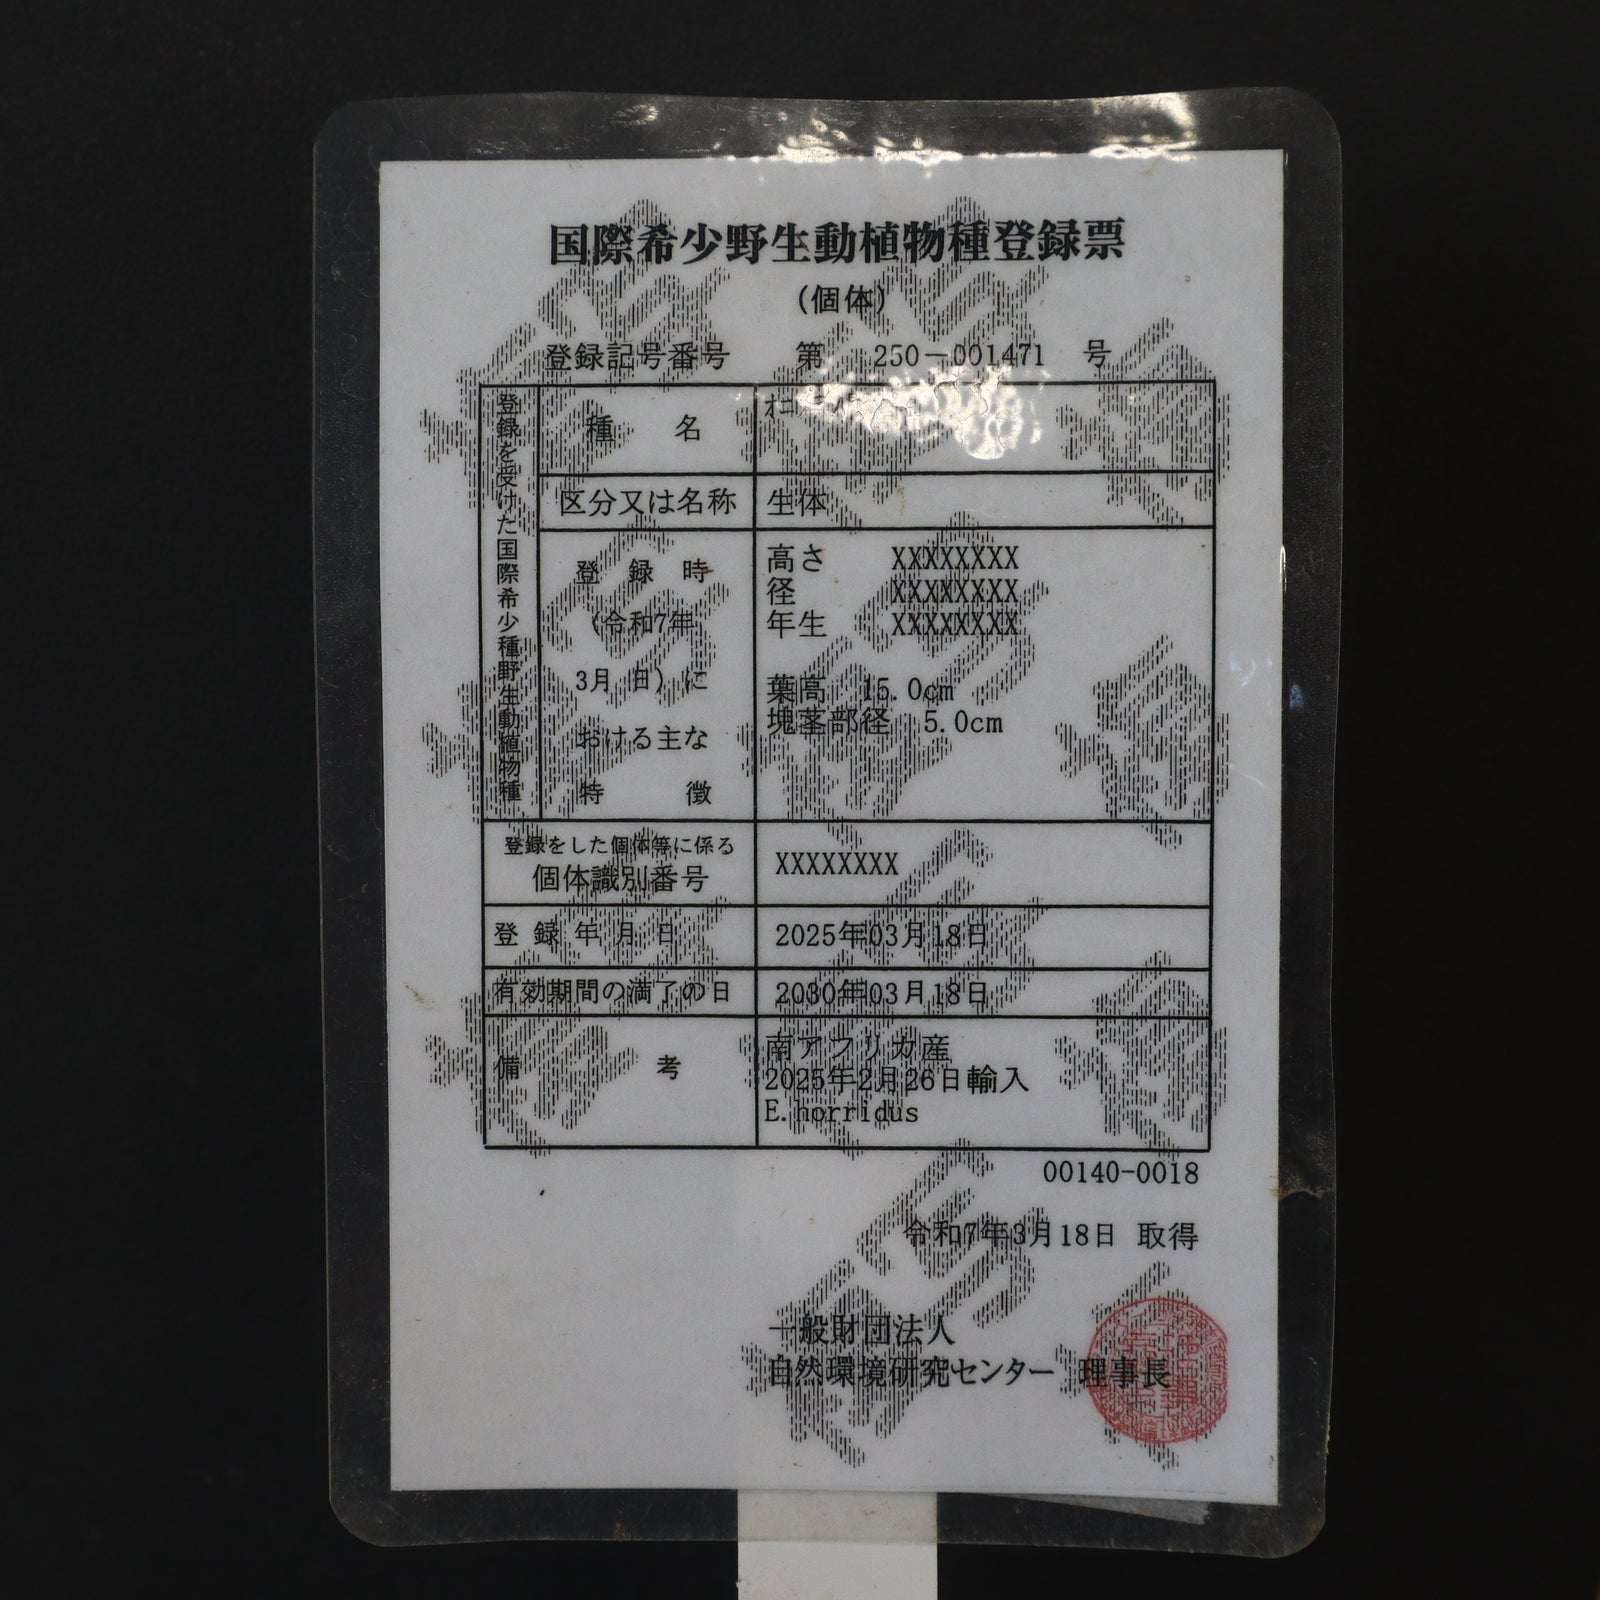 国際希少野生動植物種登録票
(個体)
登録記号番号 第 250-001471 号
登録を受けた国際希少種野生動植物種
種 名
区分又は名称 生体
登録時
(令和7年
3月 日)に
おける主な
特 徴
高さ XXXXXXXX
径 XXXXXXXX
年生 XXXXXXXX
葉高 15.0cm
塊茎部径 5.0cm
登録をした個体等に係る
個体識別番号
XXXXXXXX
登録年月日 2025年03月18日
有効期間の満了の日 2030年03月18日
備 考
南アフリカ産
2025年2月26日輸入
E.horridus
00140-0018
令和7年3月18日 取得
一般財団法人
自然環境研究センター 理事長